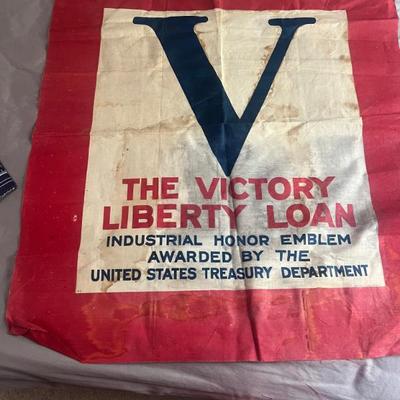 V
THE VICTORY
LIBERTY LOAN
INDUSTRIAL HONOR EMBLEM
AWARDED BY THE
UNITED STATES TREASURY DEPARTMENT